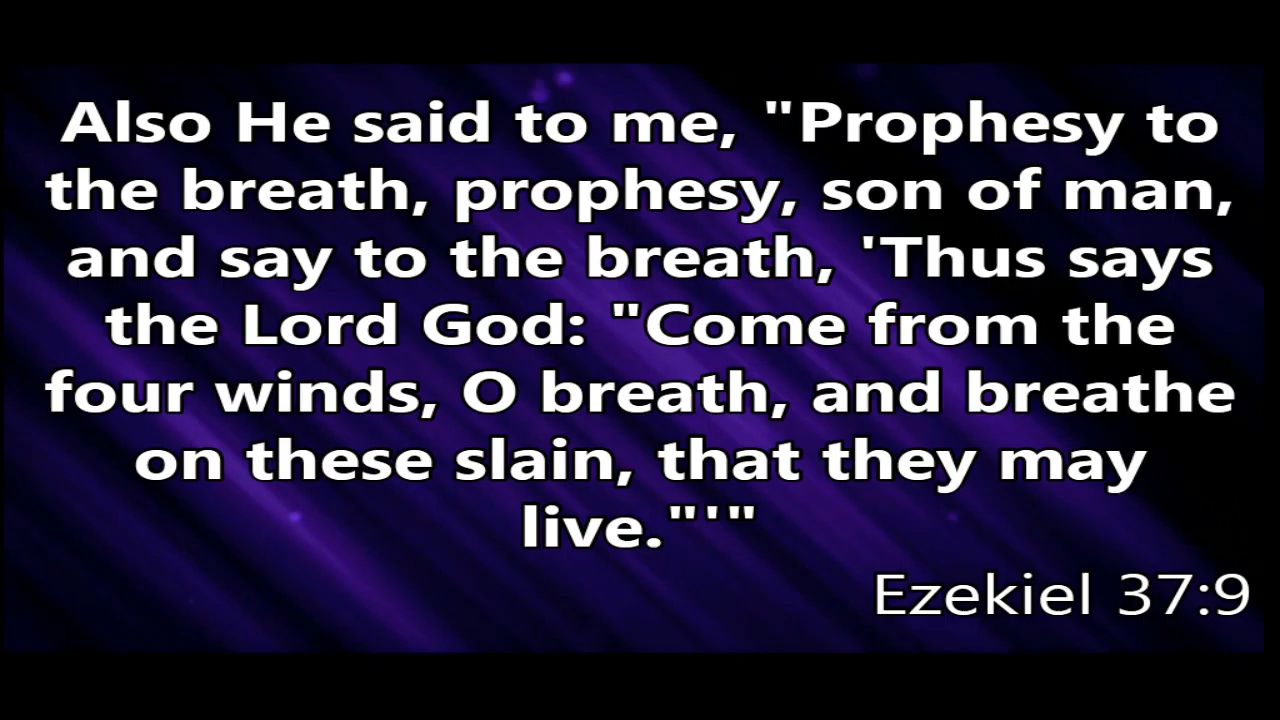 Also He said to me, "Prophesy to
the breath, prophesy, son of man,
and say to the breath, 'Thus says
the Lord God: "Come from the
four winds, O breath, and breathe
on these slain, that they may
live."'"
Ezekiel 37:9